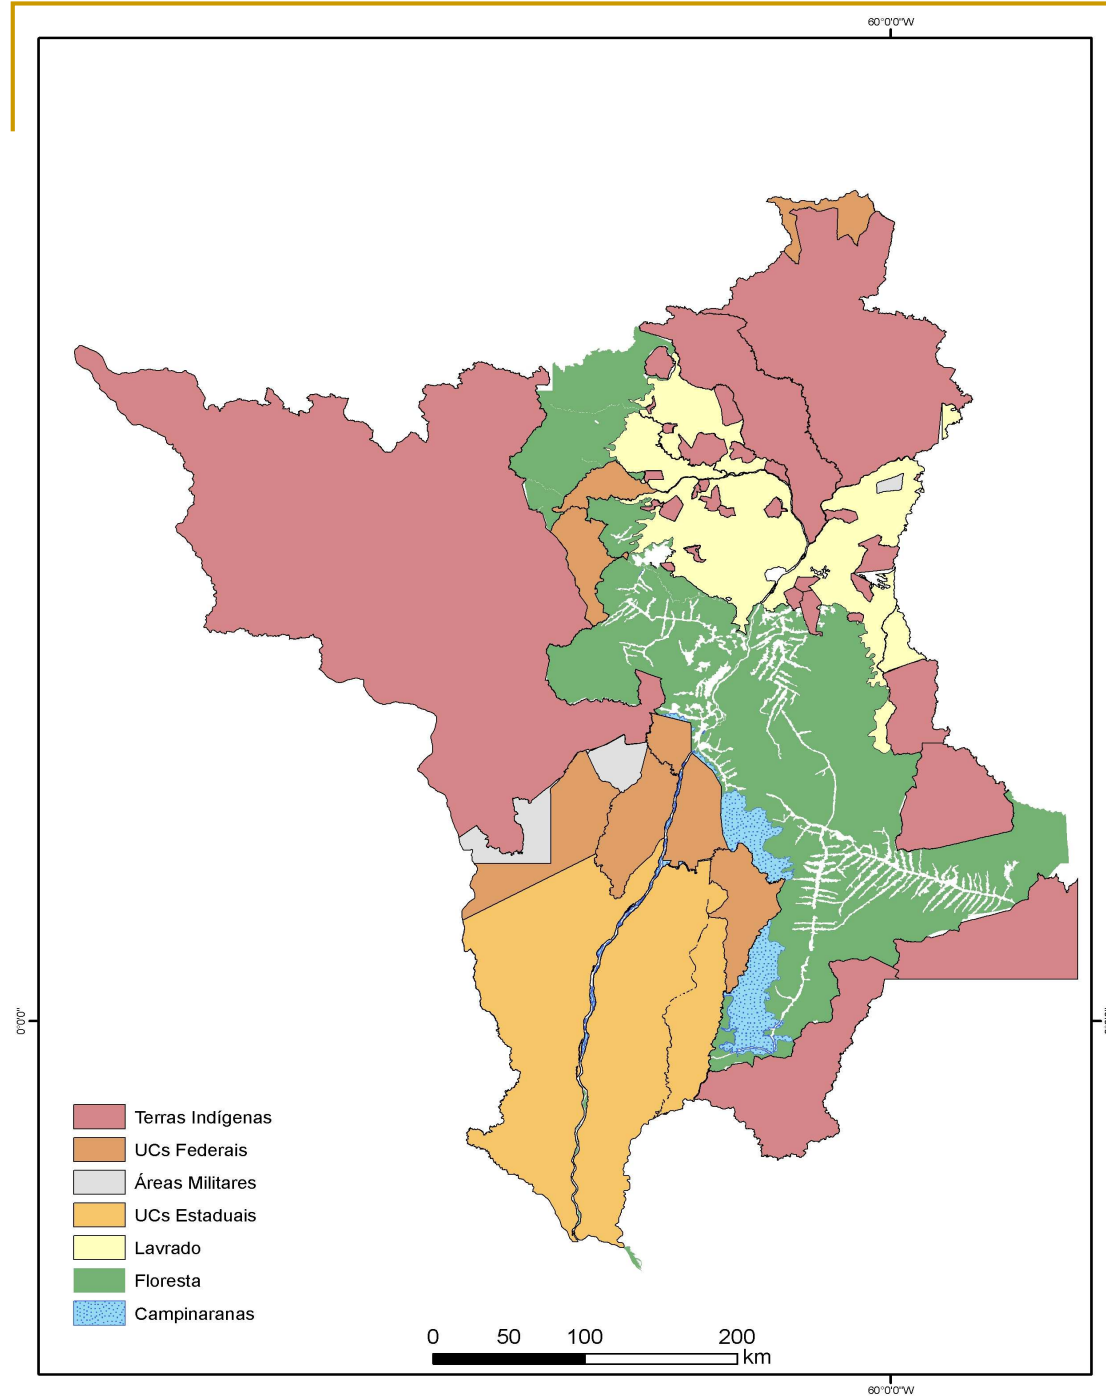 60°0'0"W
0°0'0"
Terras Indígenas
UCs Federais
Áreas Militares
UCs Estaduais
Lavrado
Floresta
Campinaranas
0 50 100 200
km
60°0'0"W